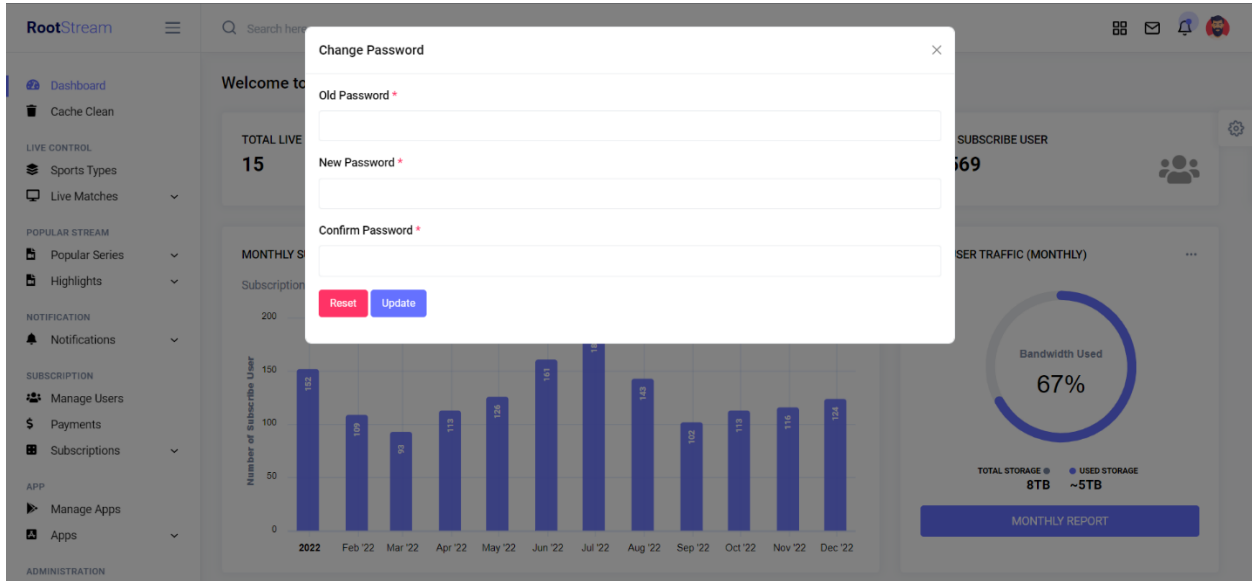 RootStream
Search here
Change Password
Old Password *
New Password *
Confirm Password *
Reset Update
Dashboard
Cache Clean
LIVE CONTROL
Sports Types
Live Matches
POPULAR STREAM
Popular Series
Highlights
NOTIFICATION
Notifications
SUBSCRIPTION
Manage Users
Payments
Subscriptions
APP
Manage Apps
Apps
ADMINISTRATION
Welcome to
TOTAL LIVE
15
SUBSCRIBE USER
569
MONTHLY S
Subscription
Number of Subscribe User
200
150
100
50
0
152
109
93
113
126
161
18
143
102
113
116
124
2022 Feb '22 Mar '22 Apr '22 May '22 Jun '22 Jul '22 Aug '22 Sep '22 Oct '22 Nov '22 Dec '22
SER TRAFFIC (MONTHLY)
Bandwidth Used
67%
TOTAL STORAGE USED STORAGE
8TB ~5TB
MONTHLY REPORT